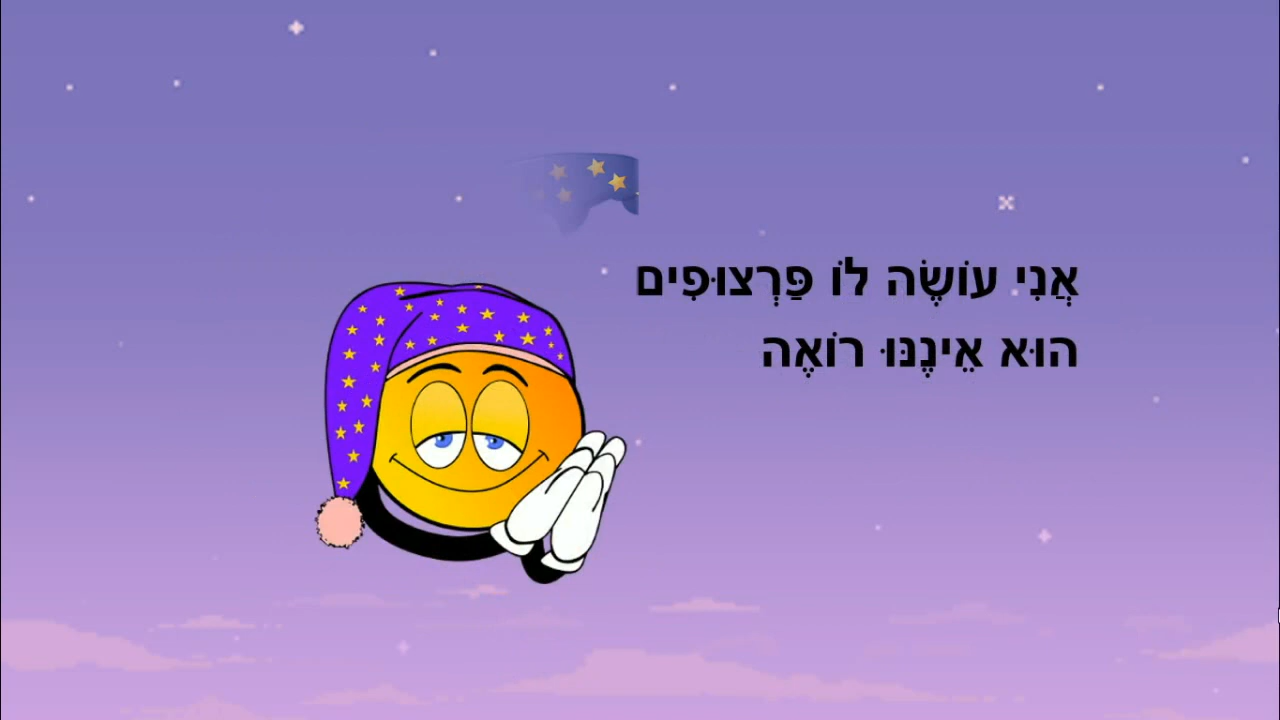 אֲנִי עוֹשֶׂה לוֹ פַּרְצוּפִים
הוּא אֵינֶנּוּ רוֹאֶה